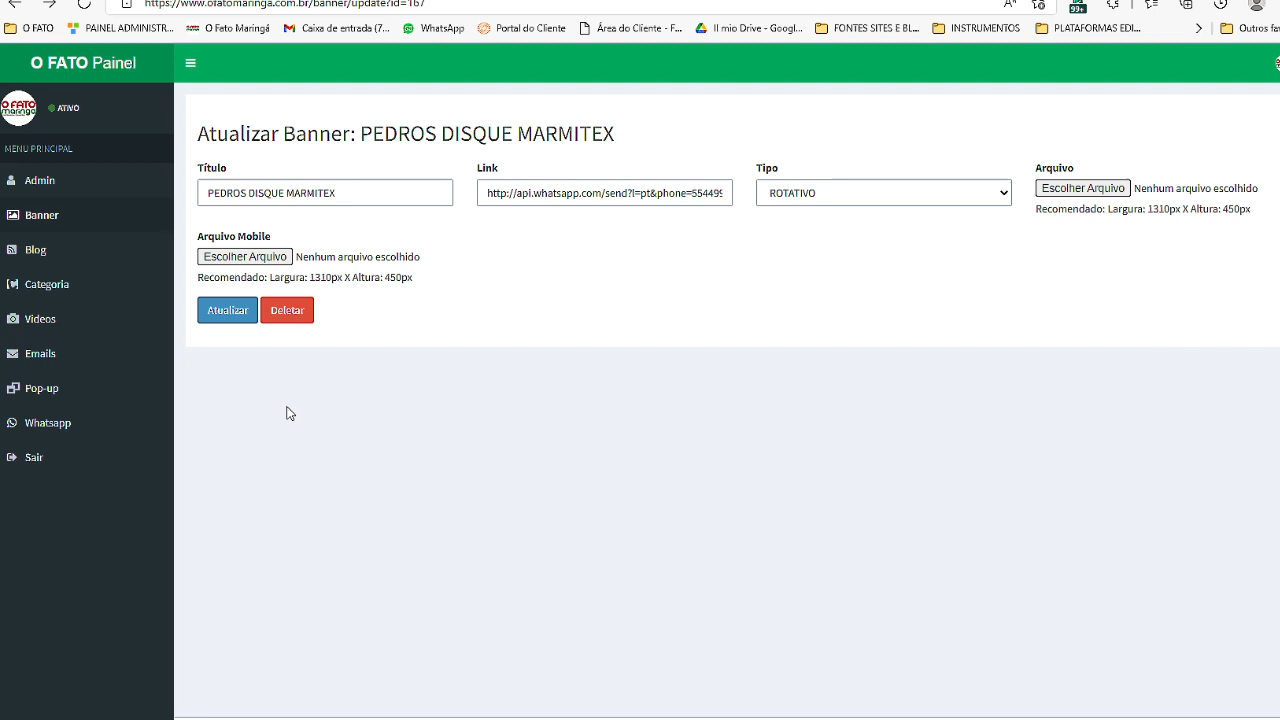 https://www.ofatomaringa.com.br/banner/update?id=167
99+
O FATO
PAINEL ADMINISTR...
O Fato Maringá
Caixa de entrada (7...
WhatsApp
Portal do Cliente
Área do Cliente - F...
Il mio Drive - Googl...
FONTES SITES E BL...
INSTRUMENTOS
PLATAFORMAS EDI...
Outros fa
O FATO Painel
O FATO
maringá
ATIVO
MENU PRINCIPAL
Admin
Banner
Blog
Categoria
Videos
Emails
Pop-up
Whatsapp
Sair
Atualizar Banner: PEDROS DISQUE MARMITEX
Título
Link
Tipo
Arquivo
PEDROS DISQUE MARMITEX
http://api.whatsapp.com/send?l=pt&phone=554499
ROTATIVO
Escolher Arquivo Nenhum arquivo escolhido
Recomendado: Largura: 1310px X Altura: 450px
Arquivo Mobile
Escolher Arquivo Nenhum arquivo escolhido
Recomendado: Largura: 1310px X Altura: 450px
Atualizar Deletar